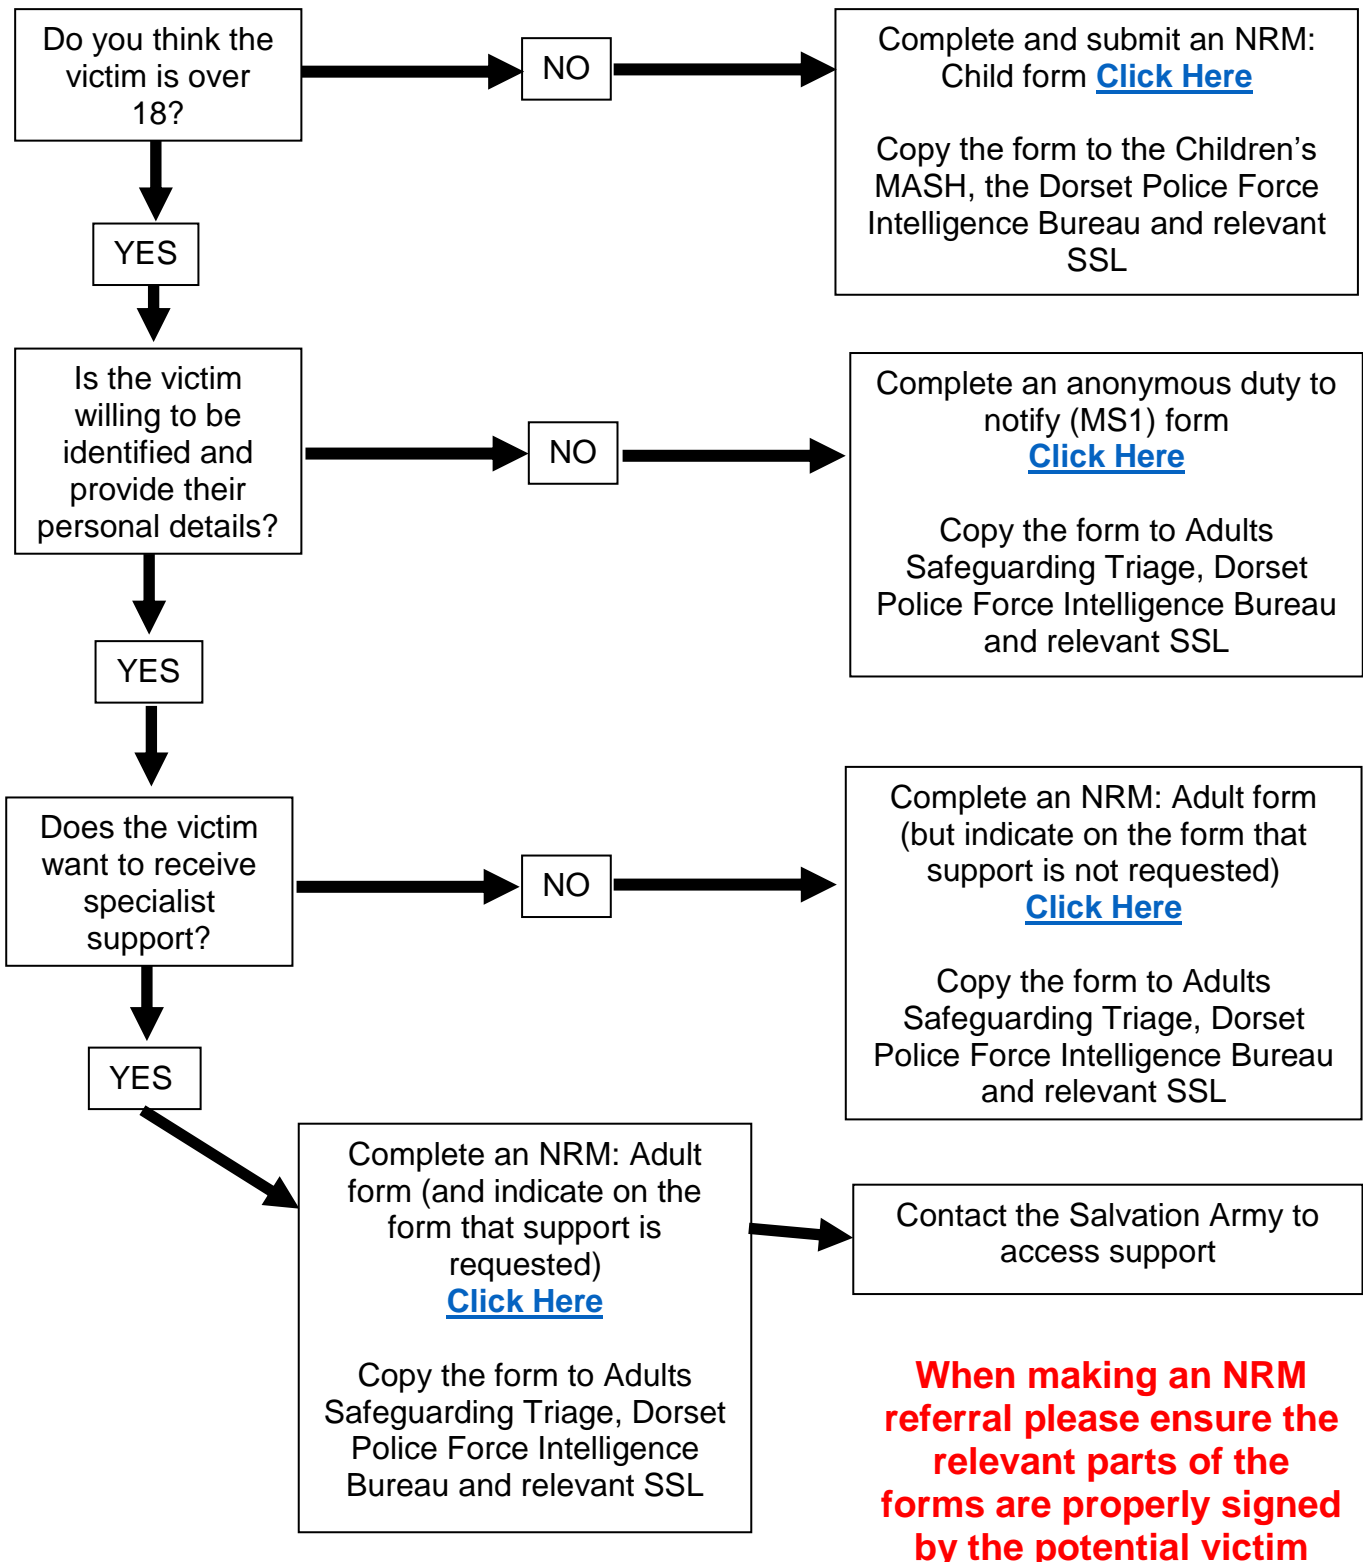 Do you think the
victim is over
18?
NO
Complete and submit an NRM:
Child form Click Here
Copy the form to the Children’s
MASH, the Dorset Police Force
Intelligence Bureau and relevant
SSL
YES
Is the victim
willing to be
identified and
provide their
personal details?
NO
Complete an anonymous duty to
notify (MS1) form
Click Here
Copy the form to Adults
Safeguarding Triage, Dorset
Police Force Intelligence Bureau
and relevant SSL
YES
Does the victim
want to receive
specialist
support?
NO
Complete an NRM: Adult form
(but indicate on the form that
support is not requested)
Click Here
Copy the form to Adults
Safeguarding Triage, Dorset
Police Force Intelligence Bureau
and relevant SSL
YES
Complete an NRM: Adult
form (and indicate on the
form that support is
requested)
Click Here
Copy the form to Adults
Safeguarding Triage, Dorset
Police Force Intelligence
Bureau and relevant SSL
Contact the Salvation Army to
access support
When making an NRM
referral please ensure the
relevant parts of the
forms are properly signed
by the potential victim